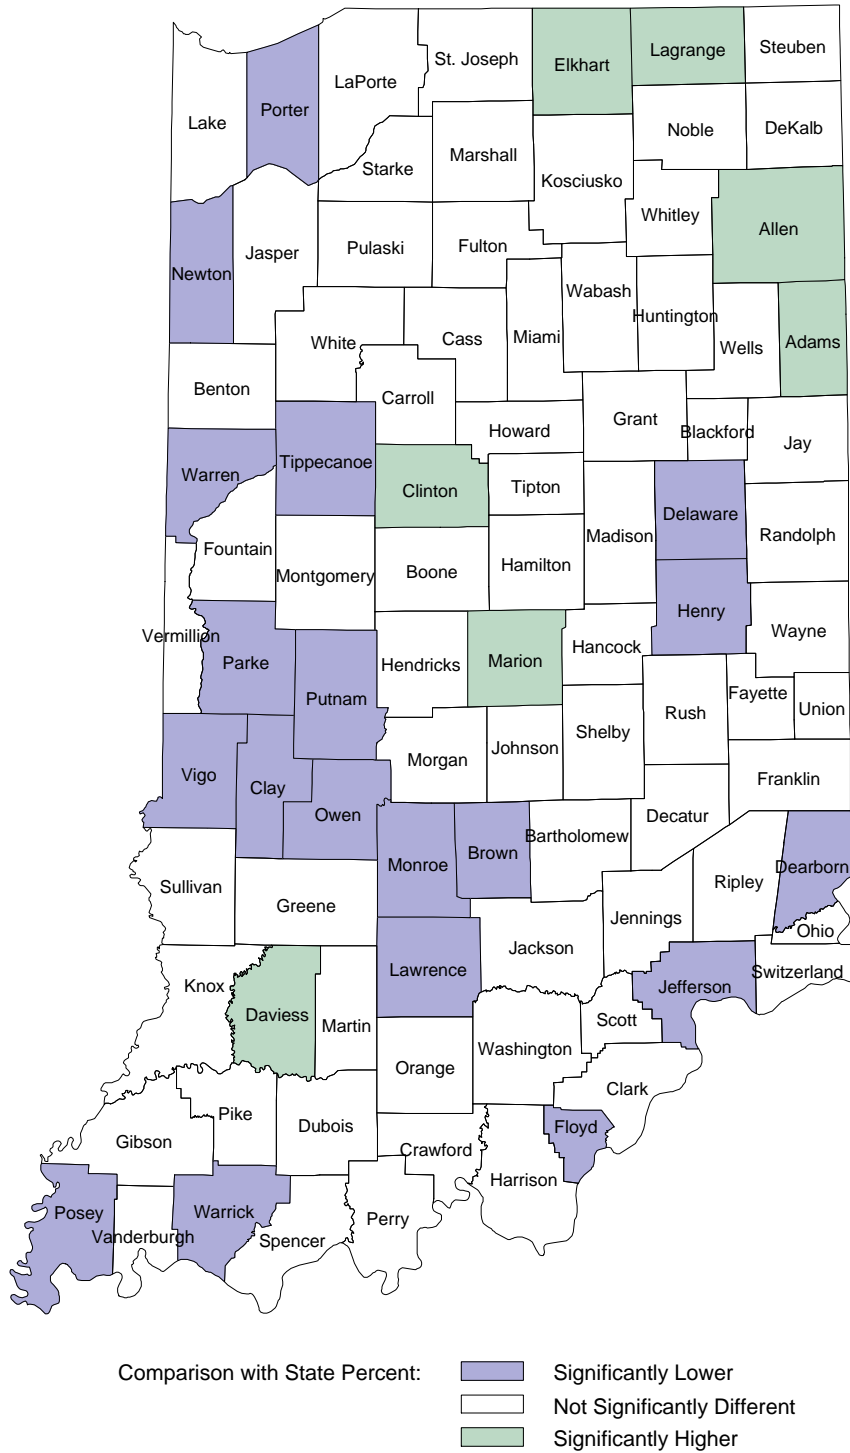 Steuben
Lagrange
St. Joseph
Elkhart
LaPorte
Porter
Lake
Noble
DeKalb
Marshall
Starke
Kosciusko
Whitley
Allen
Fulton
Pulaski
Jasper
Newton
Wabash
Huntington
Miami
Cass
White
Wells
Adams
Benton
Carroll
Grant
Howard
Blackford
Jay
Tippecanoe
Warren
Clinton
Tipton
Delaware
Randolph
Madison
Fountain
Hamilton
Boone
Montgomery
Henry
Wayne
Vermillion
Hancock
Parke
Marion
Hendricks
Fayette
Putnam
Union
Rush
Shelby
Johnson
Morgan
Vigo
Franklin
Clay
Owen
Decatur
Bartholomew
Brown
Monroe
Dearborn
Ripley
Sullivan
Greene
Jennings
Ohio
Jackson
Lawrence
Switzerland
Knox
Jefferson
Daviess
Martin
Scott
Washington
Orange
Clark
Pike
Dubois
Floyd
Gibson
Crawford
Harrison
Posey
Warrick
Perry
Vanderburgh
Spencer
Comparison with State Percent:
Significantly Lower
Not Significantly Different
Significantly Higher